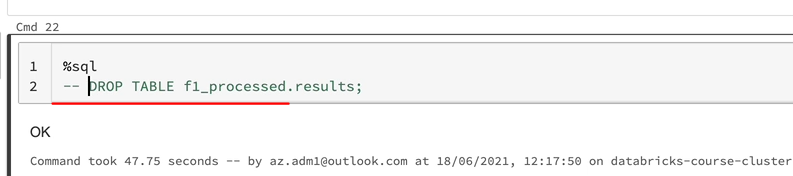 Cmd 22
1 %sql
2 -- DROP TABLE f1_processed.results;
OK
Command took 47.75 seconds -- by az.adm1@outlook.com at 18/06/2021, 12:17:50 on databricks-course-cluster